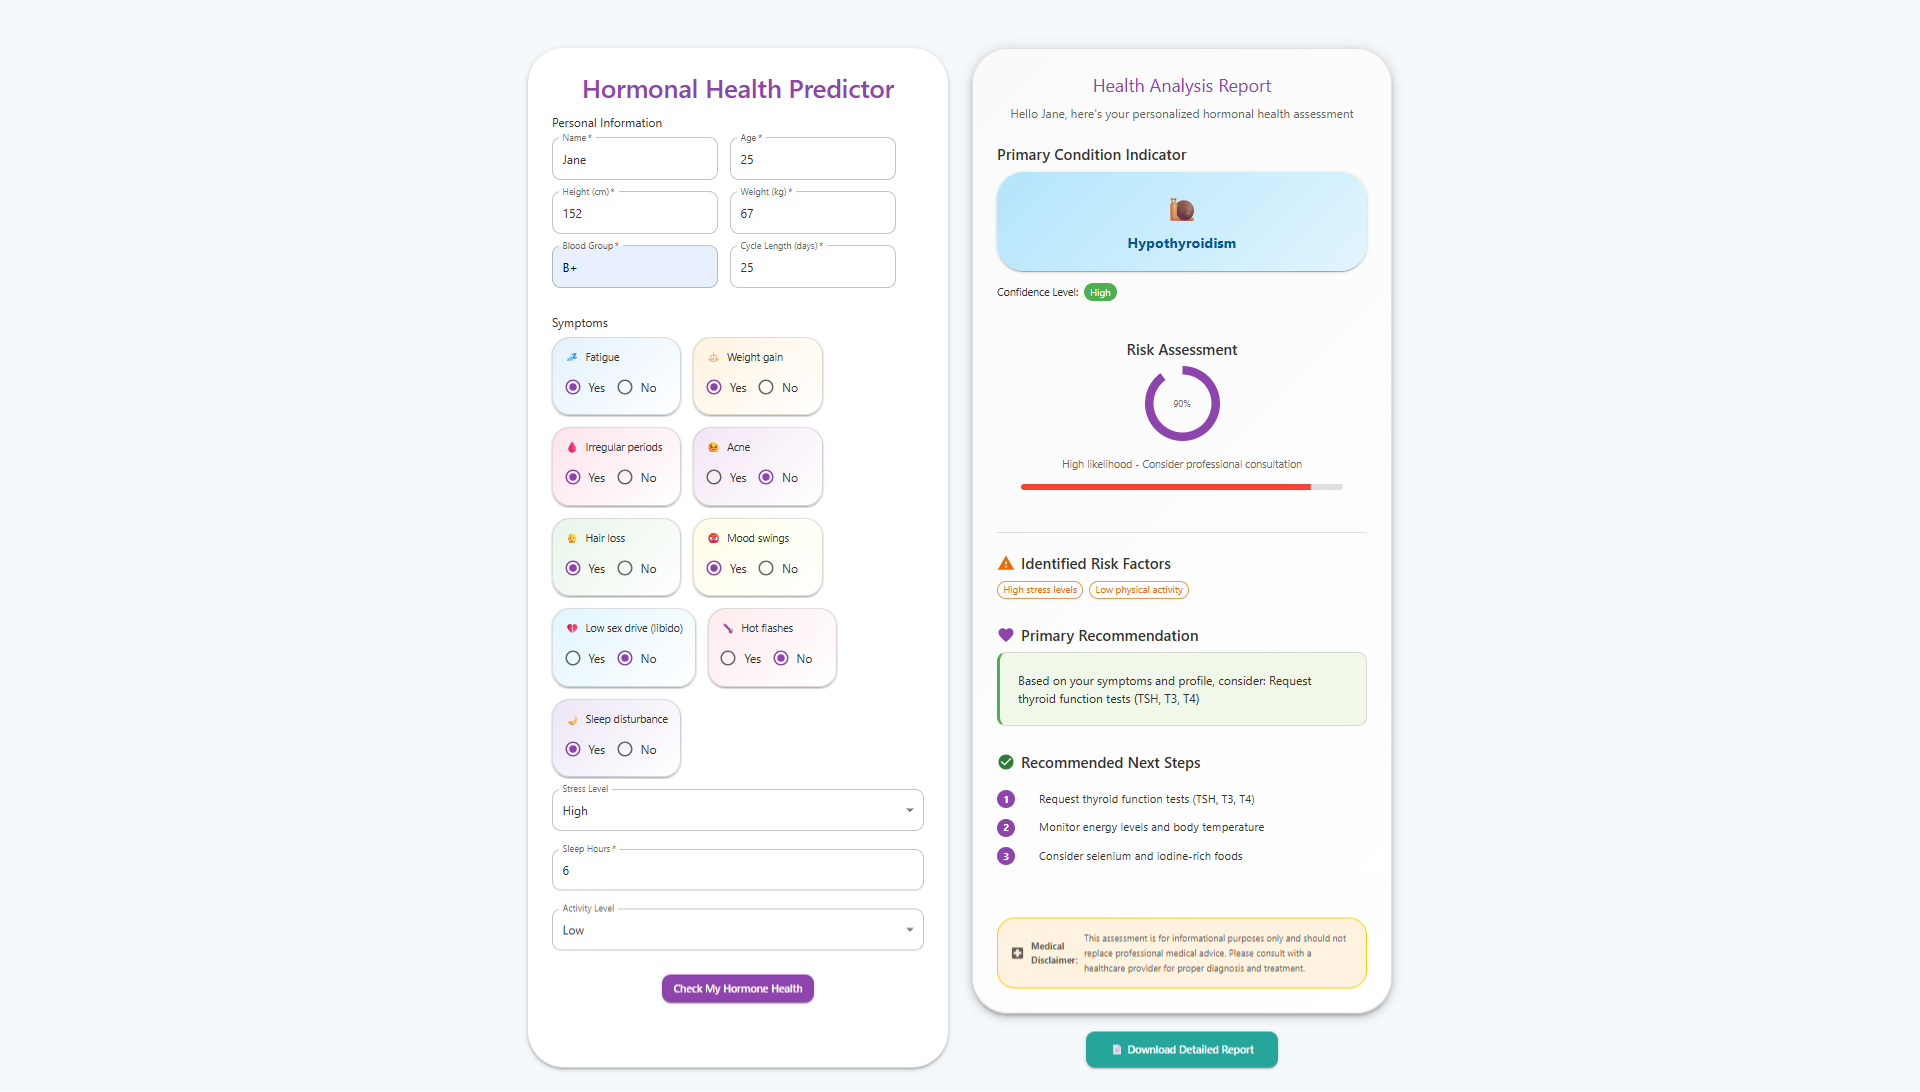 Hormonal Health Predictor
Personal Information
Name *
Jane
Age *
25
Height (cm) *
152
Weight (kg) *
67
Blood Group *
B+
Cycle Length (days) *
25
Symptoms
Fatigue
Yes No
Weight gain
Yes No
Irregular periods
Yes No
Acne
Yes No
Hair loss
Yes No
Mood swings
Yes No
Low sex drive (libido)
Yes No
Hot flashes
Yes No
Sleep disturbance
Yes No
Stress Level
High
Sleep Hours *
6
Activity Level
Low
Check My Hormone Health
Health Analysis Report
Hello Jane, here's your personalized hormonal health assessment
Primary Condition Indicator
Hypothyroidism
Confidence Level: High
Risk Assessment
90%
High likelihood - Consider professional consultation
Identified Risk Factors
High stress levels
Low physical activity
Primary Recommendation
Based on your symptoms and profile, consider: Request
thyroid function tests (TSH, T3, T4)
Recommended Next Steps
1 Request thyroid function tests (TSH, T3, T4)
2 Monitor energy levels and body temperature
3 Consider selenium and iodine-rich foods
Medical
Disclaimer:
This assessment is for informational purposes only and should not
replace professional medical advice. Please consult with a
healthcare provider for proper diagnosis and treatment.
Download Detailed Report